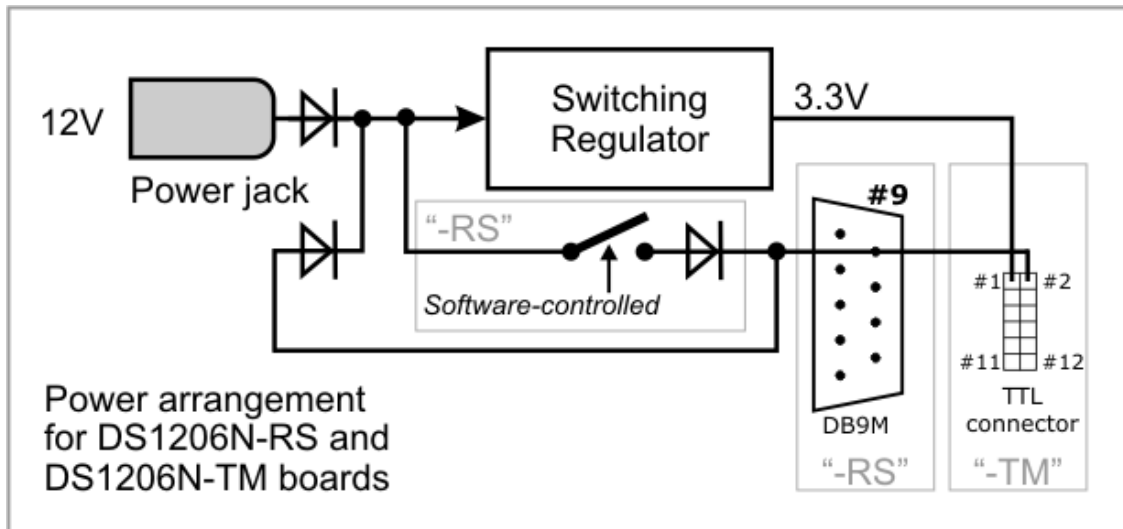 12V
Power jack
Switching
Regulator
3.3V
“-RS”
Software-controlled
#9
DB9M
“-RS”
#1
#2
#11
#12
TTL
connector
“-TM”
Power arrangement
for DS1206N-RS and
DS1206N-TM boards